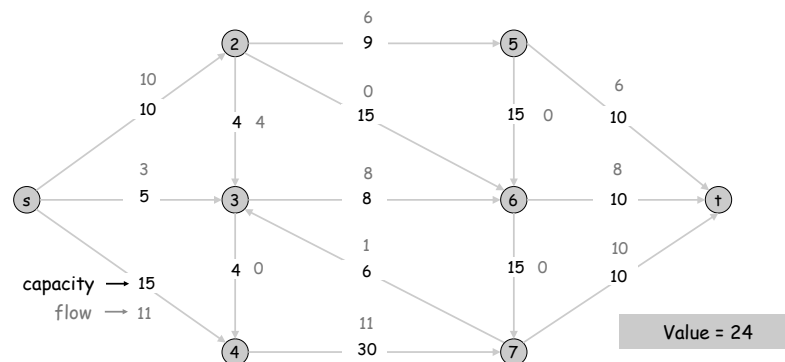 6
2 9 5
10 0 6
10 15 10
4 4 15 0
3 8 8
s 5 3 8 6 10 t
1 10
4 0 6 15 0 10
capacity 15
flow 11
11
4 30 7
Value = 24